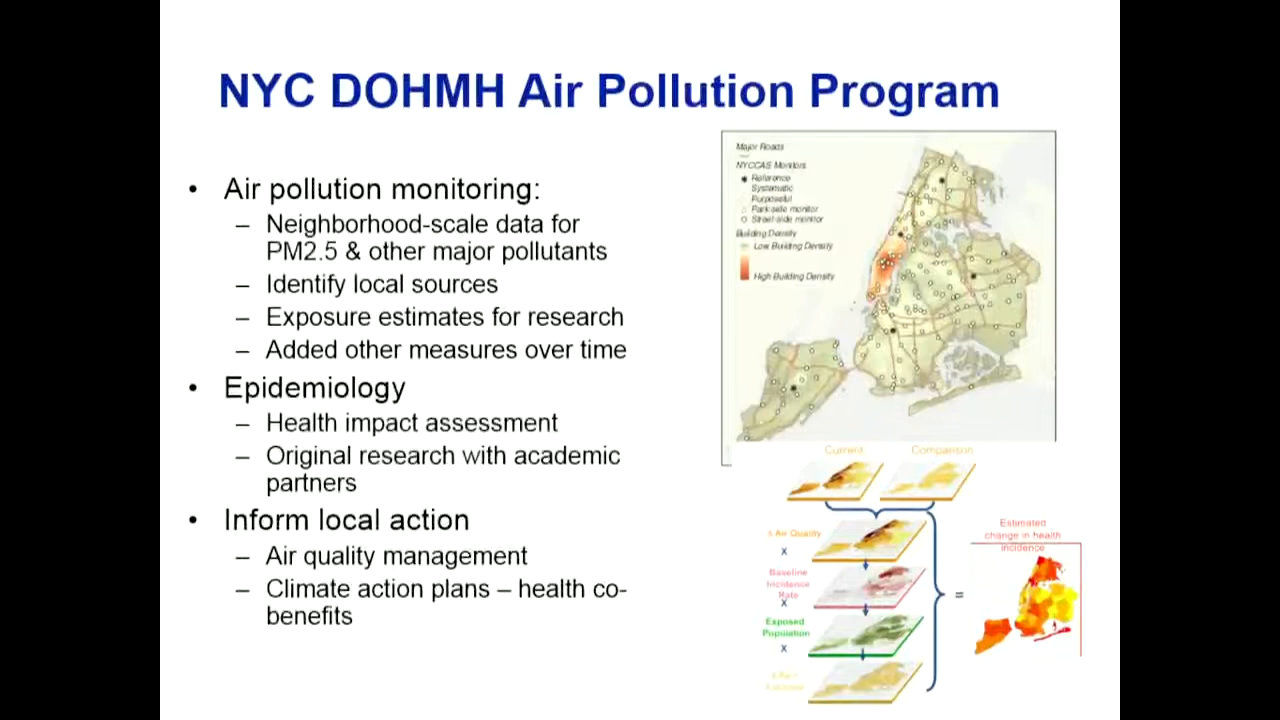 NYC DOHMH Air Pollution Program
• Air pollution monitoring:
– Neighborhood-scale data for
PM2.5 & other major pollutants
– Identify local sources
– Exposure estimates for research
– Added other measures over time
• Epidemiology
– Health impact assessment
– Original research with academic
partners
• Inform local action
– Air quality management
– Climate action plans – health co-
benefits
Major Roads
NYCCAS Monitors
Reference
Systematic
Purposeful
Park-side monitor
Street-side monitor
Building Density
Low Building Density
High Building Density
Current
Comparison
Air Quality
x
Baseline
Incidence
Rate
x
Exposed
Population
x
=
Estimated
change in health
incidence